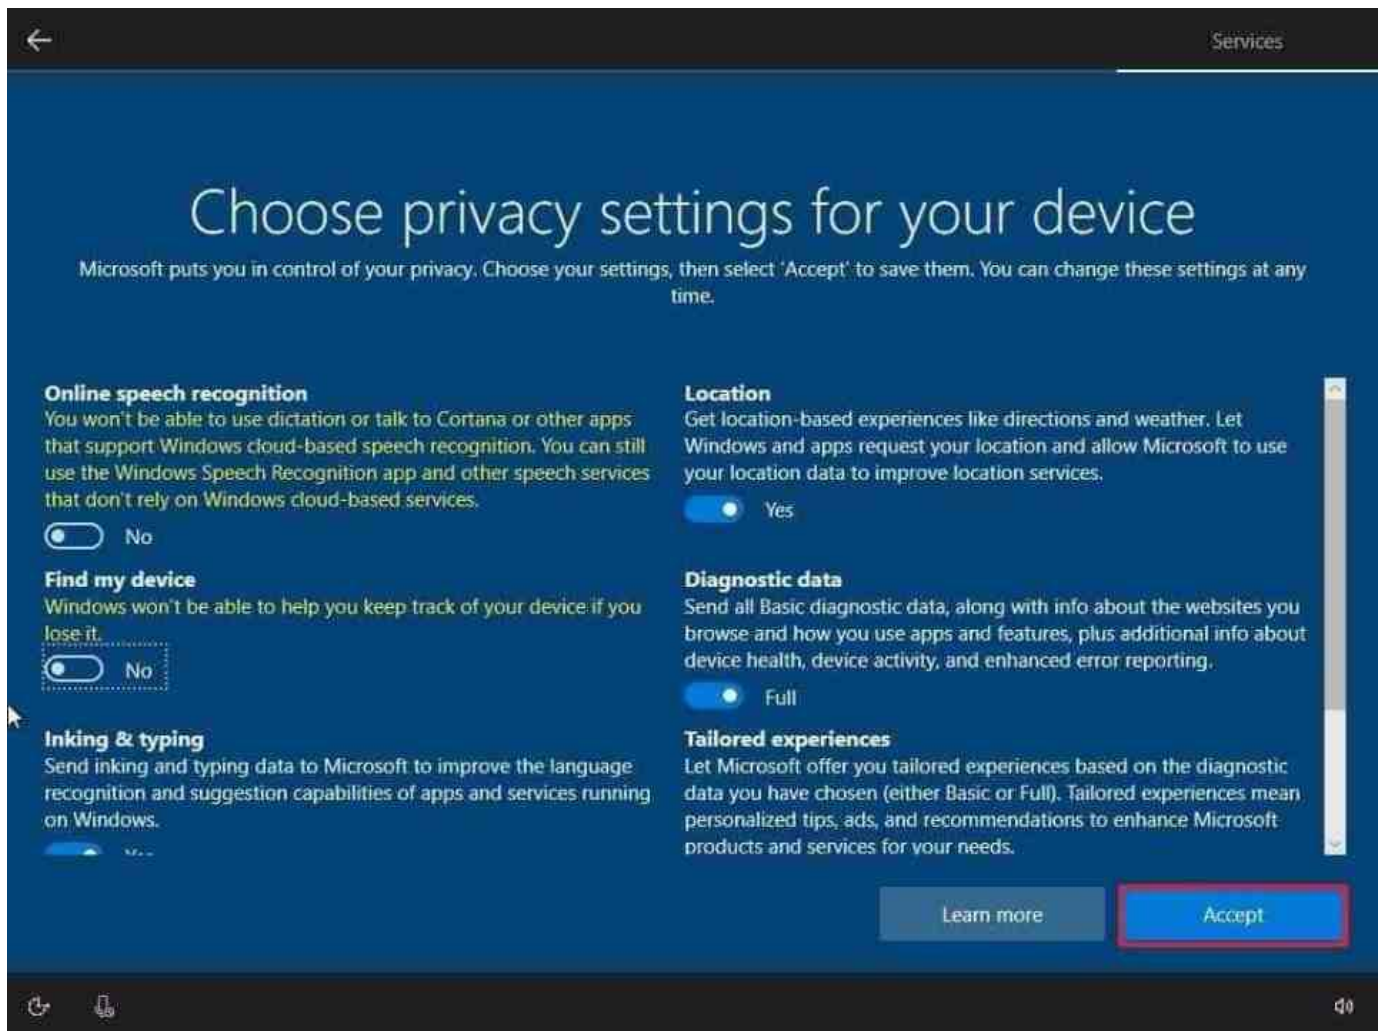 Services
Choose privacy settings for your device
Microsoft puts you in control of your privacy. Choose your settings, then select 'Accept' to save them. You can change these settings at any
time.
Online speech recognition
You won't be able to use dictation or talk to Cortana or other apps
that support Windows cloud-based speech recognition. You can still
use the Windows Speech Recognition app and other speech services
that don't rely on Windows cloud-based services.
No
Find my device
Windows won't be able to help you keep track of your device if you
lose it.
No
Inking & typing
Send inking and typing data to Microsoft to improve the language
recognition and suggestion capabilities of apps and services running
on Windows.
Location
Get location-based experiences like directions and weather. Let
Windows and apps request your location and allow Microsoft to use
your location data to improve location services.
Yes
Diagnostic data
Send all Basic diagnostic data, along with info about the websites you
browse and how you use apps and features, plus additional info about
device health, device activity, and enhanced error reporting.
Full
Tailored experiences
Let Microsoft offer you tailored experiences based on the diagnostic
data you have chosen (either Basic or Full). Tailored experiences mean
personalized tips, ads, and recommendations to enhance Microsoft
products and services for your needs.
Learn more
Accept